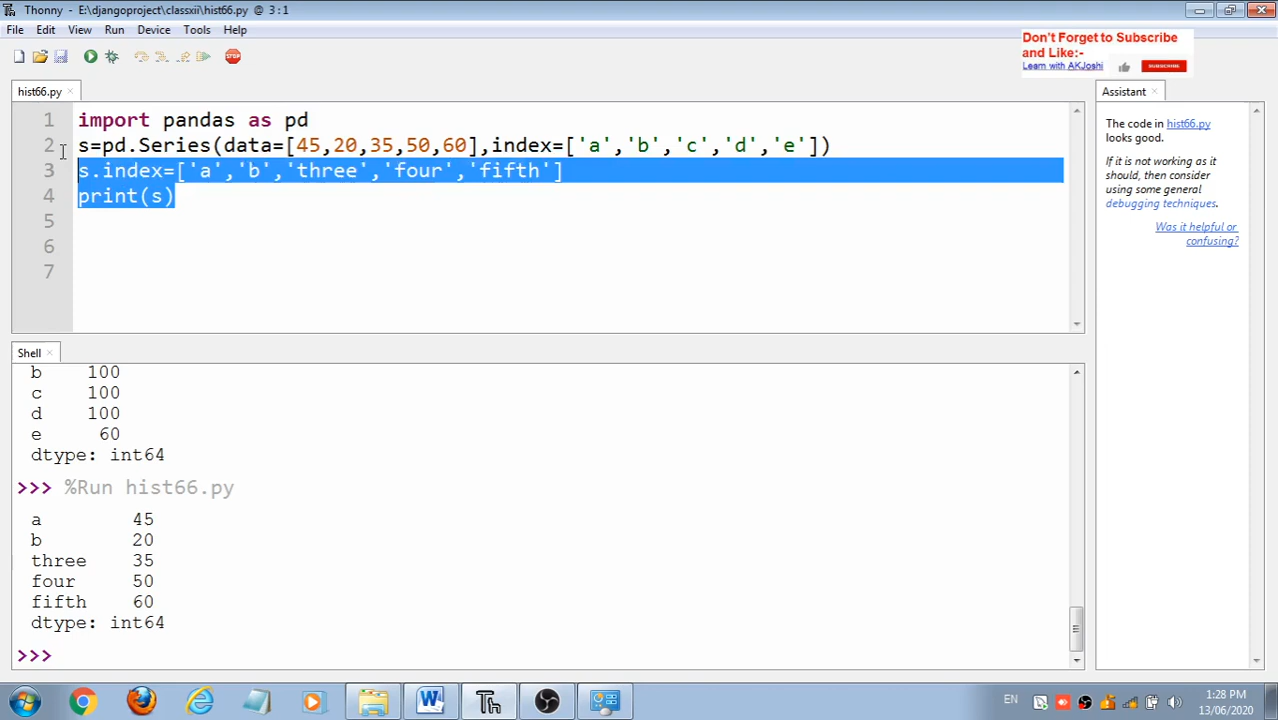 Thonny - E:\djangoproject\classxii\hist66.py @ 3:1
File Edit View Run Device Tools Help
STOP
Don't Forget to Subscribe
and Like:-
Learn with AKJoshi
SUBSCRIBE
hist66.py ×
1 import pandas as pd
2 s=pd.Series(data=[45,20,35,50,60],index=['a','b','c','d','e'])
3 s.index=['a','b','three','four','fifth']
4 print(s)
5
6
7
Assistant ×
The code in hist66.py
looks good.
If it is not working as it
should, then consider
using some general
debugging techniques.
Was it helpful or
confusing?
Shell ×
b 100
c 100
d 100
e 60
dtype: int64
>>> %Run hist66.py
a 45
b 20
three 35
four 50
fifth 60
dtype: int64
>>>
W
Th
EN
1:28 PM
13/06/2020